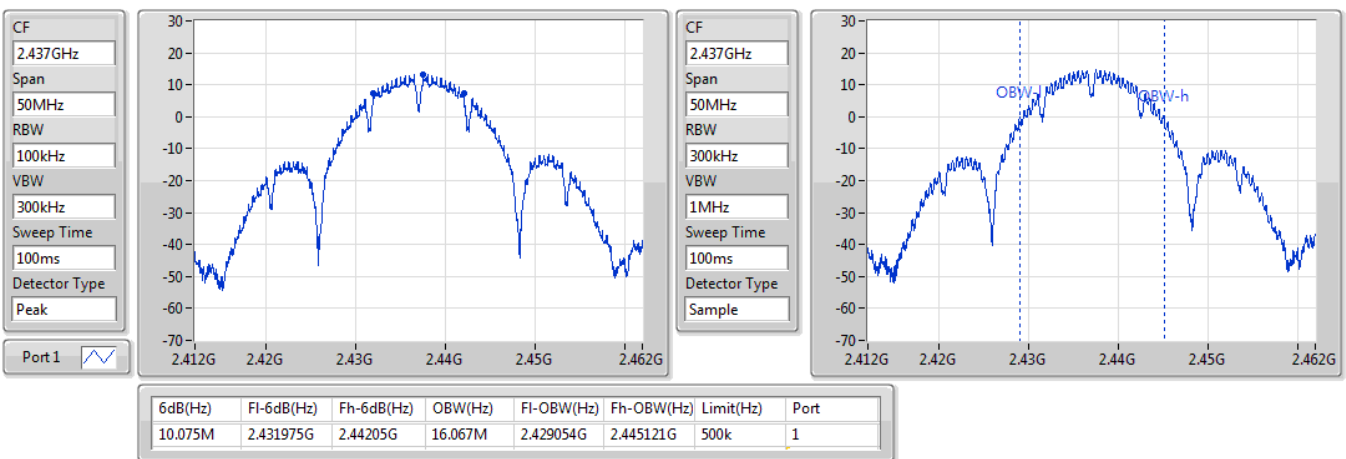 CF
2.437GHz
Span
50MHz
RBW
100kHz
VBW
300kHz
Sweep Time
100ms
Detector Type
Peak
Port 1
30
20
10
0
-10
-20
-30
-40
-50
-60
-70
2.412G 2.42G 2.43G 2.44G 2.45G 2.462G
CF
2.437GHz
Span
50MHz
RBW
300kHz
VBW
1MHz
Sweep Time
100ms
Detector Type
Sample
30
20
10
0
-10
-20
-30
-40
-50
-60
-70
OBW-l OBW-h
2.412G 2.42G 2.43G 2.44G 2.45G 2.462G
6dB(Hz) Fl-6dB(Hz) Fh-6dB(Hz) OBW(Hz) Fl-OBW(Hz) Fh-OBW(Hz) Limit(Hz) Port
10.075M 2.431975G 2.44205G 16.067M 2.429054G 2.445121G 500k 1